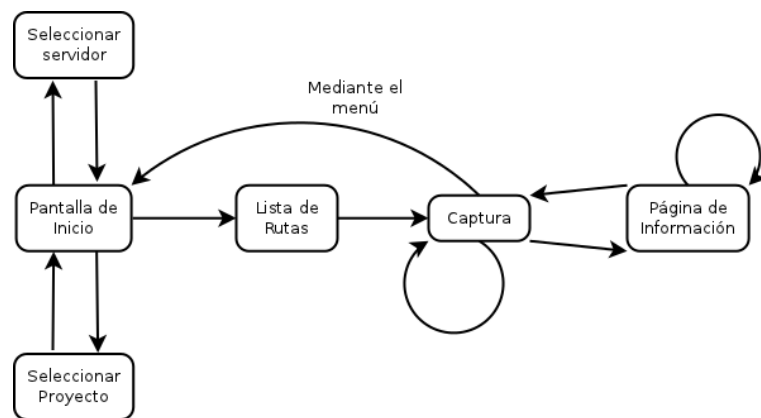 Seleccionar
servidor
Mediante el
menú
Pantalla de
Inicio
Lista de
Rutas
Captura
Página de
Información
Seleccionar
Proyecto